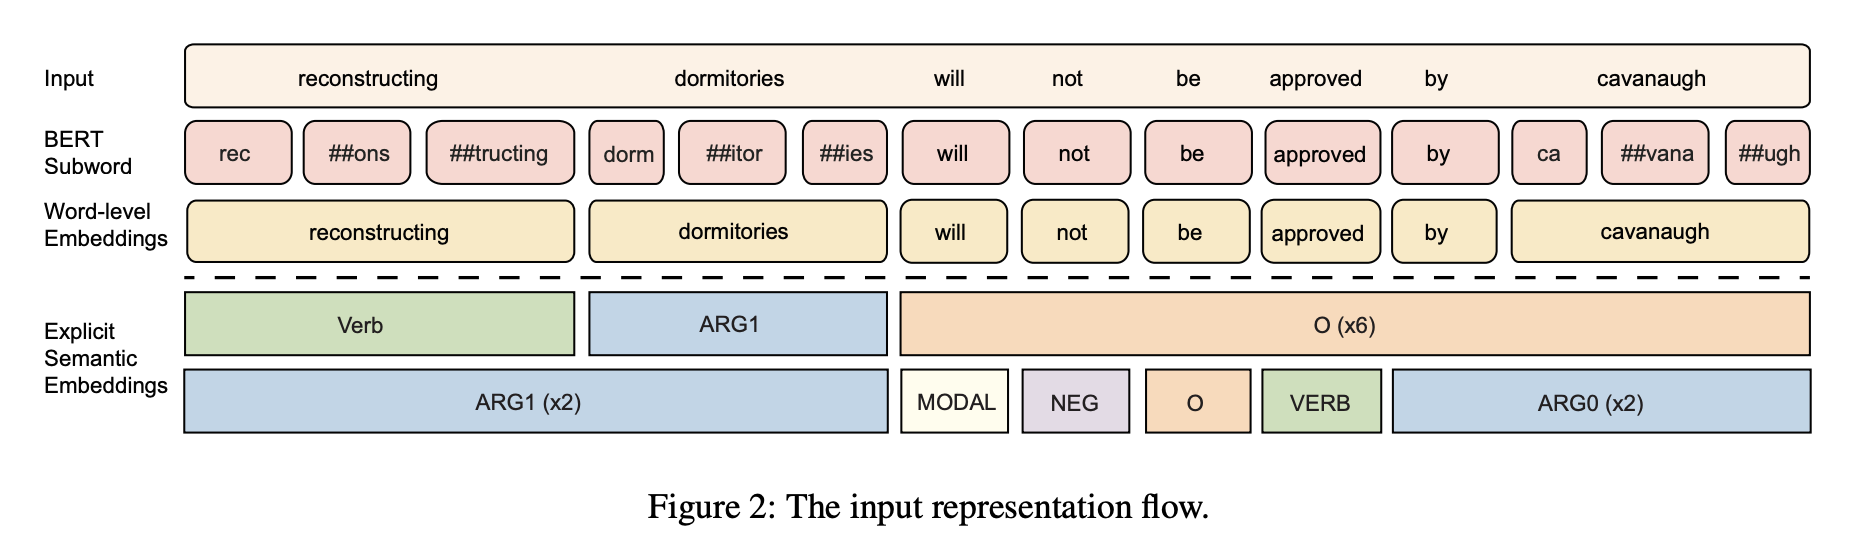 Input reconstructing dormitories will not be approved by cavanaugh
BERT
Subword
rec ##ons ##tructing dorm ##itor ##ies will not be approved by ca ##vana ##ugh
Word-level
Embeddings
reconstructing dormitories will not be approved by cavanaugh
Explicit
Semantic
Embeddings
Verb ARG1 O (x6)
ARG1 (x2) MODAL NEG O VERB ARG0 (x2)
Figure 2: The input representation flow.